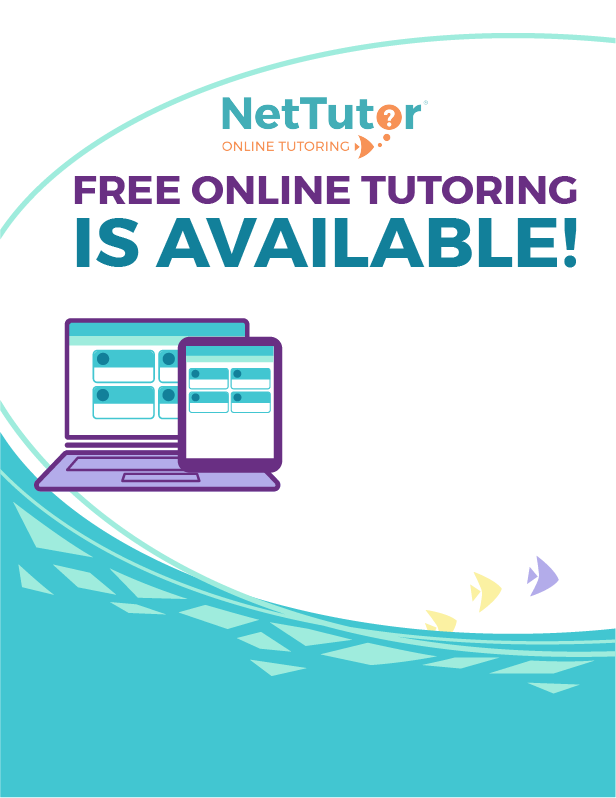 NetTutor®
ONLINE TUTORING
FREE ONLINE TUTORING
IS AVAILABLE!